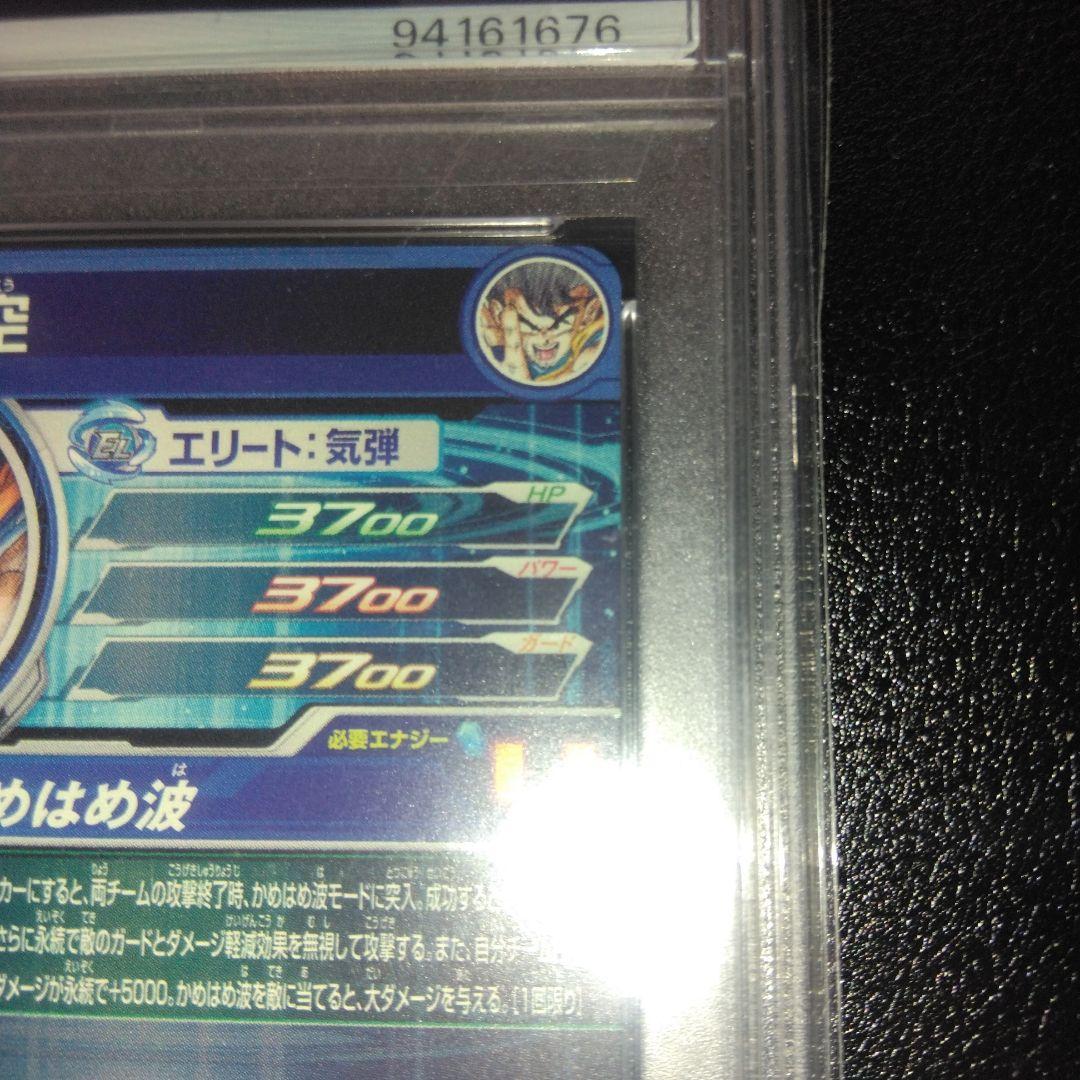 94161676
空
くう
EL エリート:気弾
HP
3700
パワー
3700
ガード
3700
必要エナジー
めはめ波
カーにすると、両チームの攻撃終了時、かめはめ波モードに突入。成功すると
さらに永続で敵のガードとダメージ軽減効果を無視して攻撃する。また、自分チー
ダメージが永続で+5000。かめはめ波を敵に当てると、大ダメージを与える。[1回限り]